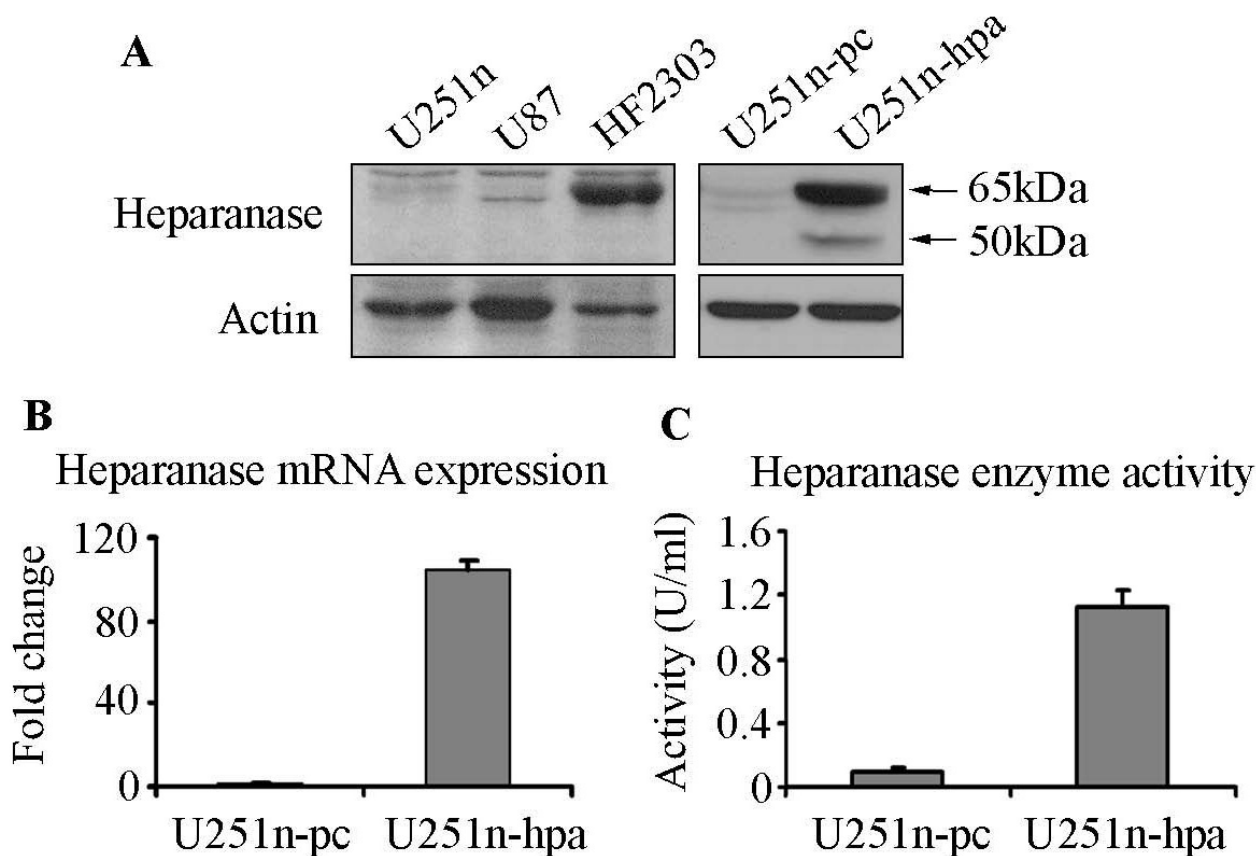 A
U251n
U87
HF2303
U251n-pc
U251n-hpa
Heparanase
65kDa
50kDa
Actin
B
Heparanase mRNA expression
Fold change
120
80
40
0
U251n-pc
U251n-hpa
C
Heparanase enzyme activity
Activity (U/ml)
1.6
1.2
0.8
0.4
0
U251n-pc
U251n-hpa